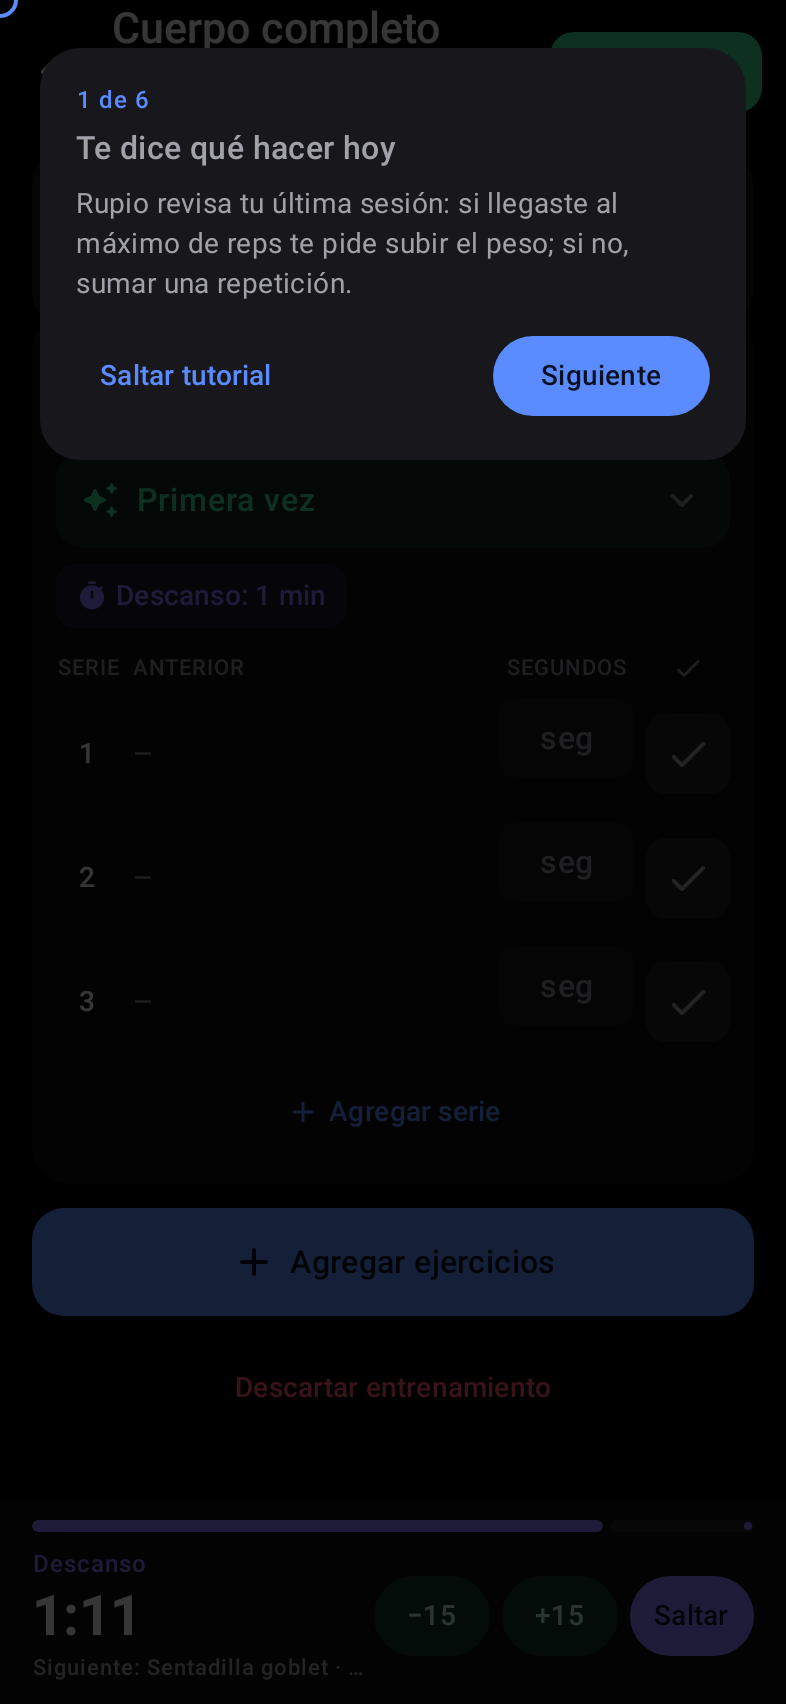 Cuerpo completo
1 de 6
Te dice qué hacer hoy
Rupio revisa tu última sesión: si llegaste al
máximo de reps te pide subir el peso; si no,
sumar una repetición.
Saltar tutorial
Siguiente
Primera vez
Descanso: 1 min
SERIE ANTERIOR SEGUNDOS
1 – seg
2 – seg
3 – seg
+ Agregar serie
+ Agregar ejercicios
Descartar entrenamiento
Descanso
1:11
−15
+15
Saltar
Siguiente: Sentadilla goblet · …